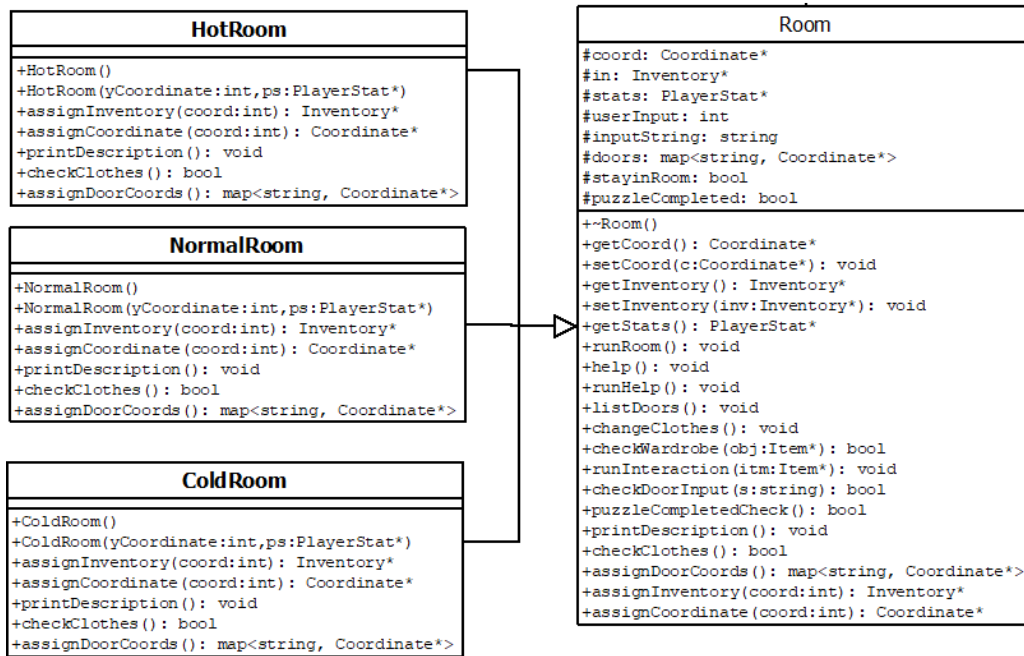 HotRoom
+HotRoom()
+HotRoom(yCoordinate:int,ps:PlayerStat*)
+assignInventory(coord:int): Inventory*
+assignCoordinate(coord:int): Coordinate*
+printDescription(): void
+checkClothes(): bool
+assignDoorCoords(): map<string, Coordinate*>
NormalRoom
+NormalRoom()
+NormalRoom(yCoordinate:int,ps:PlayerStat*)
+assignInventory(coord:int): Inventory*
+assignCoordinate(coord:int): Coordinate*
+printDescription(): void
+checkClothes(): bool
+assignDoorCoords(): map<string, Coordinate*>
ColdRoom
+ColdRoom()
+ColdRoom(yCoordinate:int,ps:PlayerStat*)
+assignInventory(coord:int): Inventory*
+assignCoordinate(coord:int): Coordinate*
+printDescription(): void
+checkClothes(): bool
+assignDoorCoords(): map<string, Coordinate*>
Room
#coord: Coordinate*
#in: Inventory*
#stats: PlayerStat*
#userInput: int
#inputString: string
#doors: map<string, Coordinate*>
#stayinRoom: bool
#puzzleCompleted: bool
+~Room()
+getCoord(): Coordinate*
+setCoord(c:Coordinate*): void
+getInventory(): Inventory*
+setInventory(inv:Inventory*): void
+getStats(): PlayerStat*
+runRoom(): void
+help(): void
+runHelp(): void
+listDoors(): void
+changeClothes(): void
+checkWardrobe(obj:Item*): bool
+runInteraction(itm:Item*): void
+checkDoorInput(s:string): bool
+puzzleCompletedCheck(): bool
+printDescription(): void
+checkClothes(): bool
+assignDoorCoords(): map<string, Coordinate*>
+assignInventory(coord:int): Inventory*
+assignCoordinate(coord:int): Coordinate*